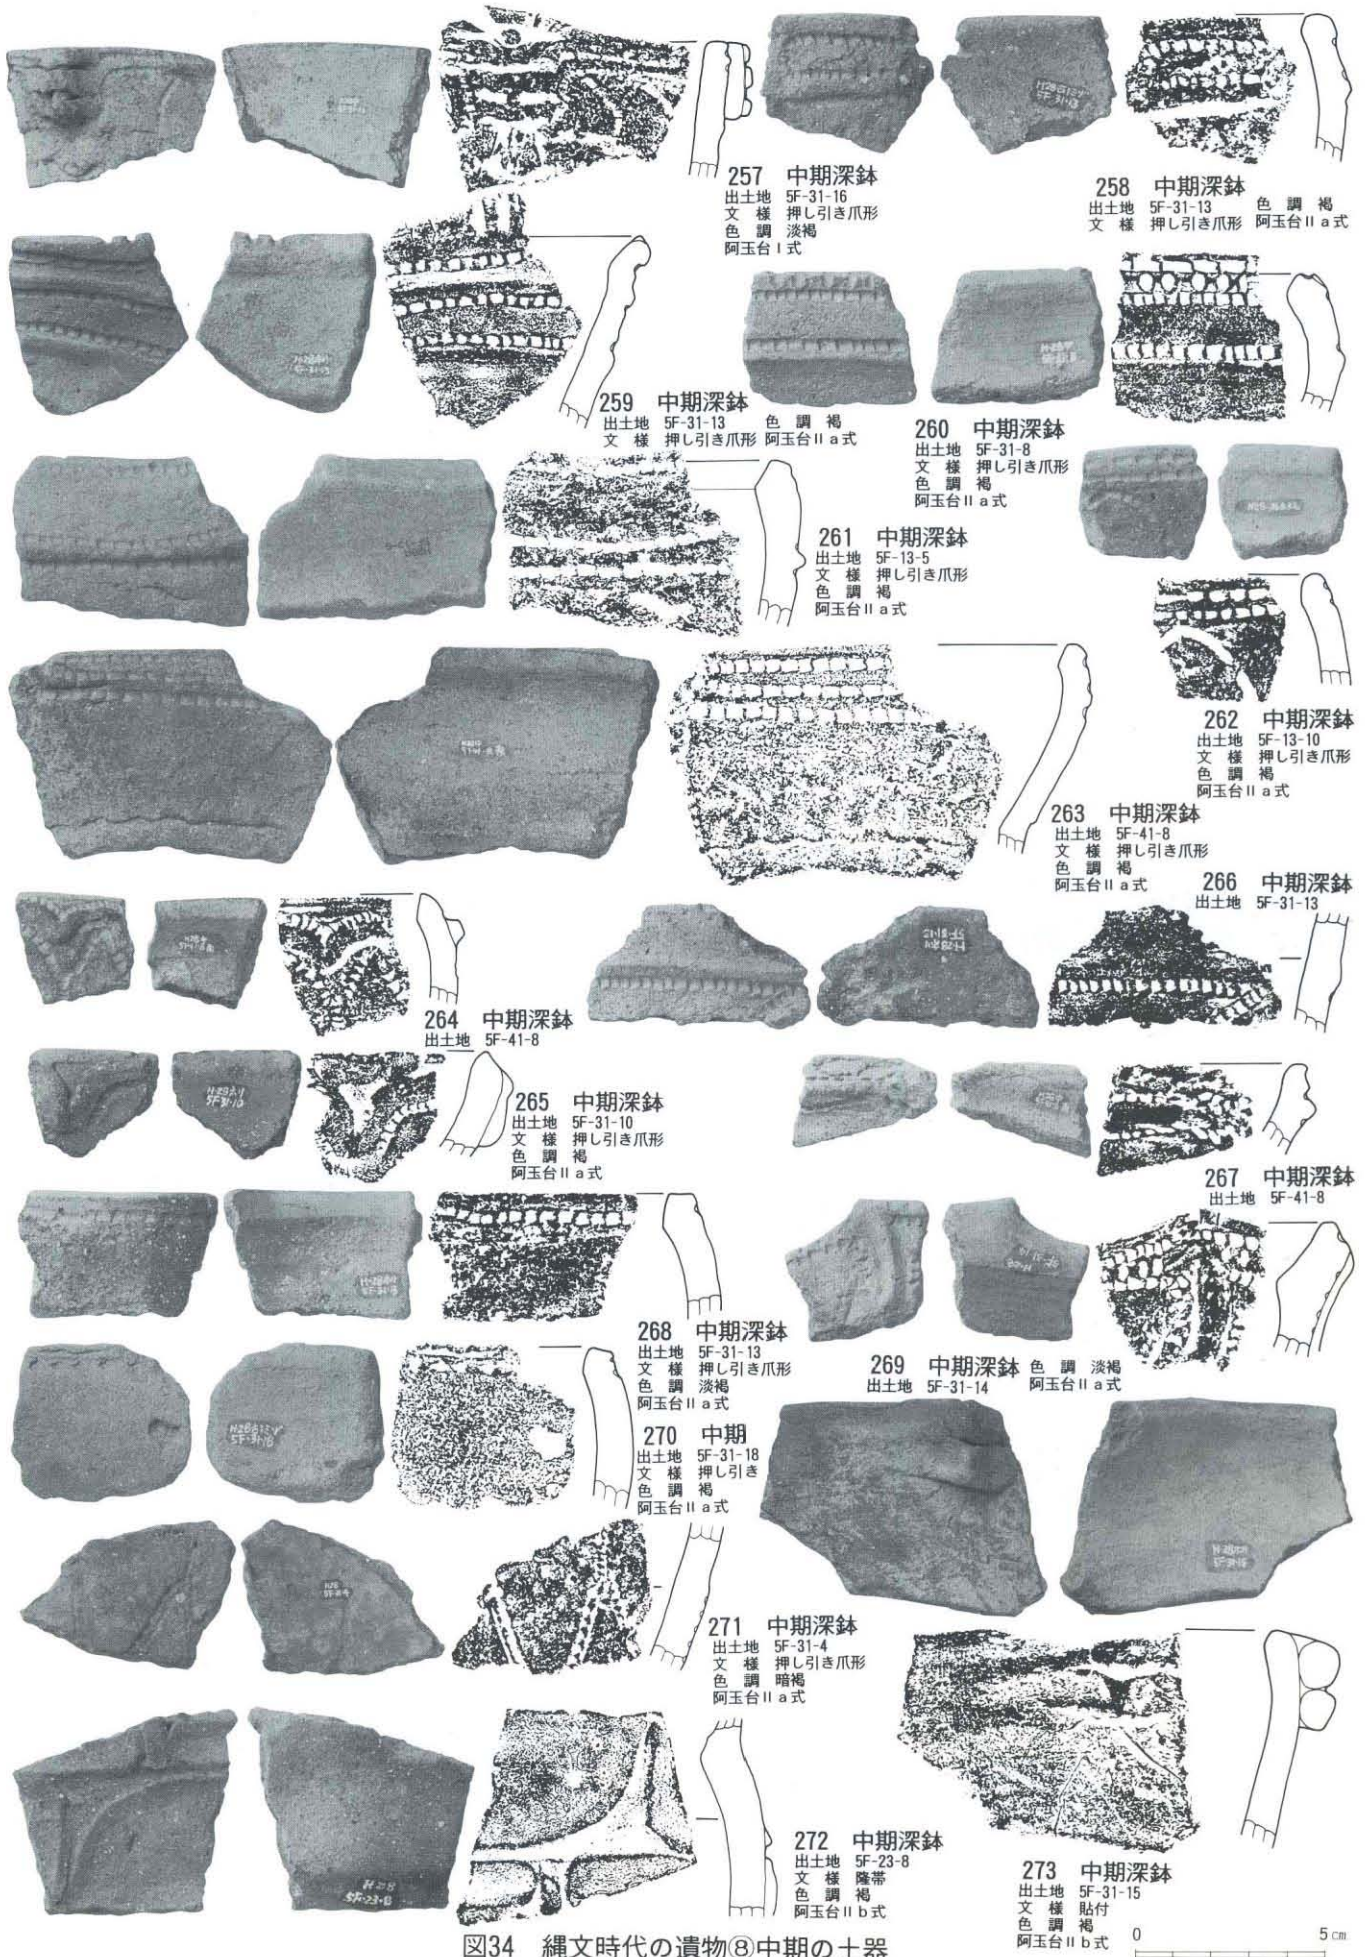 257 中期深鉢
出土地 5F-31-16
文様 押し引き爪形
色調 淡褐
阿玉台Ⅰ式
258 中期深鉢
出土地 5F-31-13 色調 褐
文様 押し引き爪形 阿玉台Ⅱa式
259 中期深鉢
出土地 5F-31-13 色調 褐
文様 押し引き爪形 阿玉台Ⅱa式
260 中期深鉢
出土地 5F-31-8
文様 押し引き爪形
色調 褐
阿玉台Ⅱa式
261 中期深鉢
出土地 5F-13-5
文様 押し引き爪形
色調 褐
阿玉台Ⅱa式
262 中期深鉢
出土地 5F-13-10
文様 押し引き爪形
色調 褐
阿玉台Ⅱa式
263 中期深鉢
出土地 5F-41-8
文様 押し引き爪形
色調 褐
阿玉台Ⅱa式
266 中期深鉢
出土地 5F-31-13
264 中期深鉢
出土地 5F-41-8
265 中期深鉢
出土地 5F-31-10
文様 押し引き爪形
色調 褐
阿玉台Ⅱa式
267 中期深鉢
出土地 5F-41-8
268 中期深鉢
出土地 5F-31-13
文様 押し引き爪形
色調 淡褐
阿玉台Ⅱa式
269 中期深鉢 色調 淡褐
出土地 5F-31-14 阿玉台Ⅱa式
270 中期
出土地 5F-31-18
文様 押し引き
色調 褐
阿玉台Ⅱa式
271 中期深鉢
出土地 5F-31-4
文様 押し引き爪形
色調 暗褐
阿玉台Ⅱa式
272 中期深鉢
出土地 5F-23-8
文様 隆帯
色調 褐
阿玉台Ⅱb式
273 中期深鉢
出土地 5F-31-15
文様 貼付
色調 褐
阿玉台Ⅱb式
0 5cm
図34 縄文時代の遺物⑧中期の土器